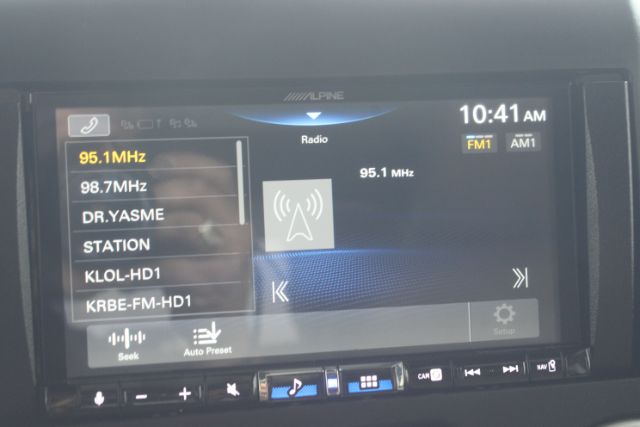 ALPINE
10:41 AM
Radio
FM1 AM1
95.1MHz
98.7MHz
DR.YASME
STATION
KLOL-HD1
KRBE-FM-HD1
95.1 MHz
Seek
Auto Preset
Setup
CAM
NAV